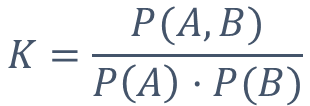 K = P(A, B) / P(A) · P(B)